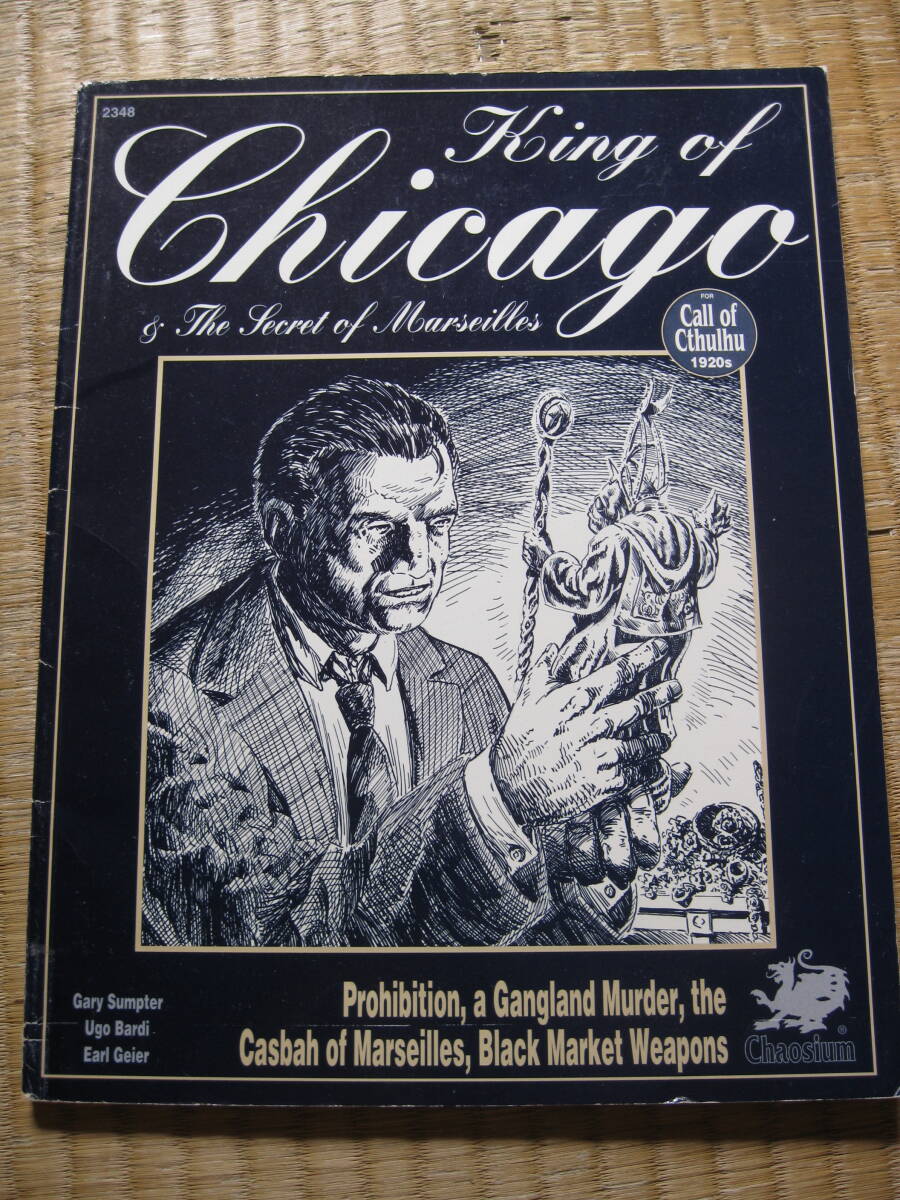 2348
King of
Chicago
& The Secret of Marseilles
FOR
Call of
Cthulhu
1920s
Gary Sumpter
Ugo Bardi
Earl Geier
Prohibition, a Gangland Murder, the
Casbah of Marseilles, Black Market Weapons
®
Chaosium